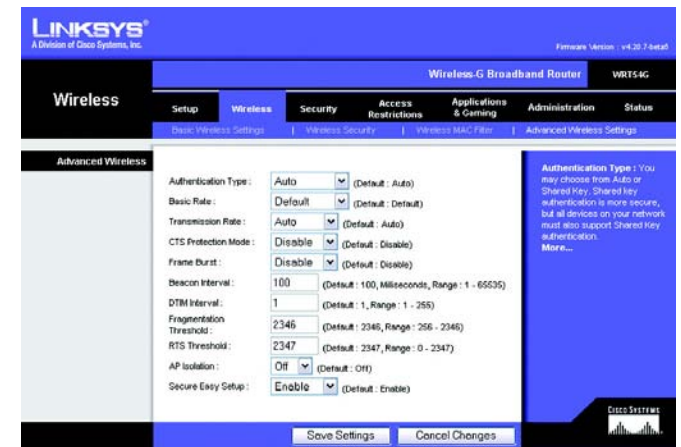 LINKSYS®
A Division of Cisco Systems, Inc.
Firmware Version : v4.20.7-beta5
Wireless-G Broadband Router WRT54G
Wireless
Setup Wireless Security Access Restrictions Applications & Gaming Administration Status
Basic Wireless Settings | Wireless Security | Wireless MAC Filter | Advanced Wireless Settings
Advanced Wireless
Authentication Type : Auto (Default : Auto)
Basic Rate : Default (Default : Default)
Transmission Rate : Auto (Default : Auto)
CTS Protection Mode : Disable (Default : Disable)
Frame Burst : Disable (Default : Disable)
Beacon Interval : 100 (Default : 100, Miliseconds, Range : 1 - 65535)
DTIM Interval : 1 (Default : 1, Range : 1 - 255)
Fragmentation
Threshold : 2346 (Default : 2346, Range : 256 - 2346)
RTS Threshold : 2347 (Default : 2347, Range : 0 - 2347)
AP Isolation : Off (Default : Off)
Secure Easy Setup : Enable (Default : Enable)
Authentication Type : You
may choose from Auto or
Shared Key. Shared key
authentication is more secure,
but all devices on your network
must also support Shared Key
authentication.
More...
Save Settings Cancel Changes
CISCO SYSTEMS